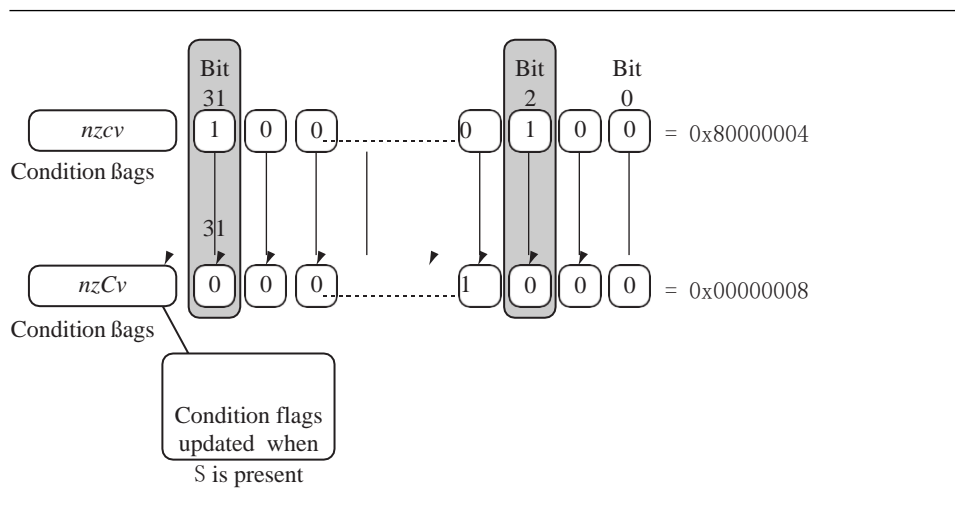 Bit Bit Bit
31 2 0
nzcv 1 0 0 0 1 0 0 = 0x80000004
Condition ßags
31
nzCv 0 0 0 1 0 0 0 = 0x00000008
Condition ßags
Condition flags
updated when
S is present